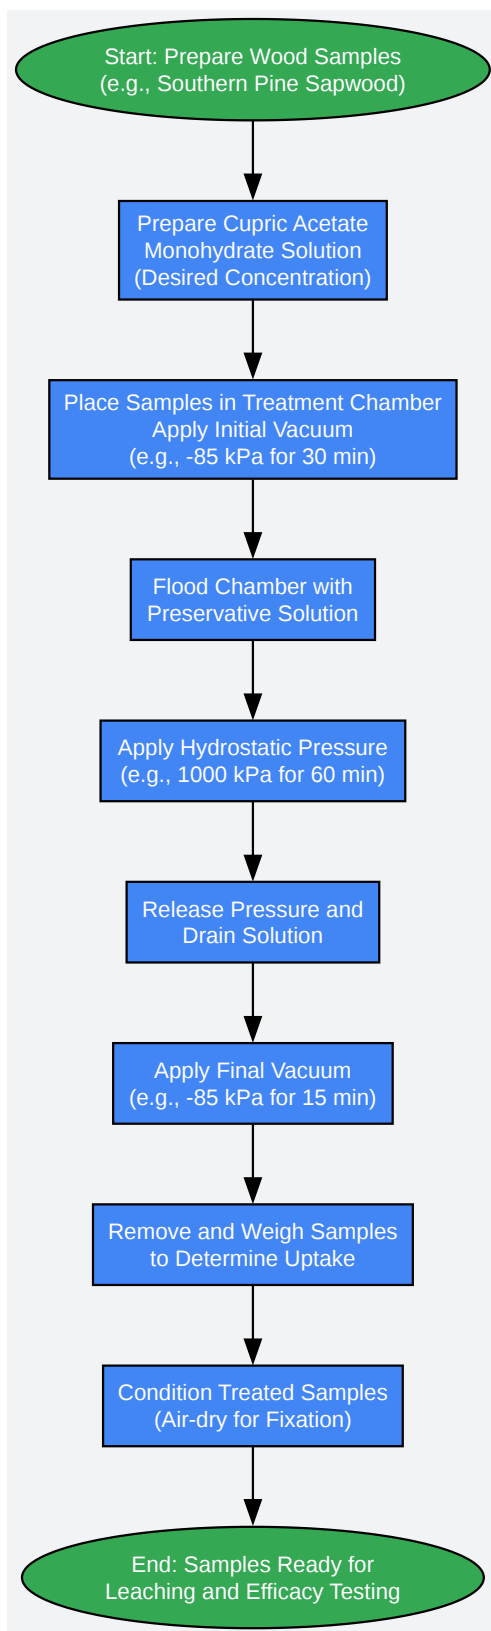 Start: Prepare Wood Samples
(e.g., Southern Pine Sapwood)
Prepare Cupric Acetate
Monohydrate Solution
(Desired Concentration)
Place Samples in Treatment Chamber
Apply Initial Vacuum
(e.g., -85 kPa for 30 min)
Flood Chamber with
Preservative Solution
Apply Hydrostatic Pressure
(e.g., 1000 kPa for 60 min)
Release Pressure and
Drain Solution
Apply Final Vacuum
(e.g., -85 kPa for 15 min)
Remove and Weigh Samples
to Determine Uptake
Condition Treated Samples
(Air-dry for Fixation)
End: Samples Ready for
Leaching and Efficacy Testing